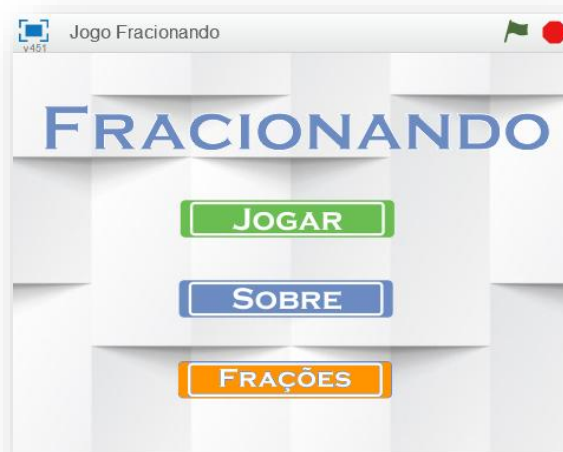 Jogo Fracionando
v451
FRACIONANDO
JOGAR
SOBRE
FRAÇÕES